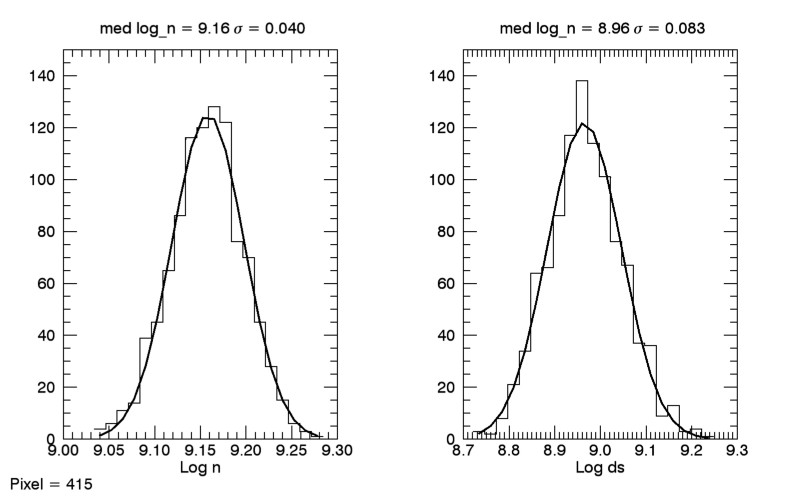 med log_n = 9.16 σ = 0.040
140
120
100
80
60
40
20
0
9.00 9.05 9.10 9.15 9.20 9.25 9.30
Log n
med log_n = 8.96 σ = 0.083
140
120
100
80
60
40
20
0
8.7 8.8 8.9 9.0 9.1 9.2 9.3
Log ds
Pixel = 415